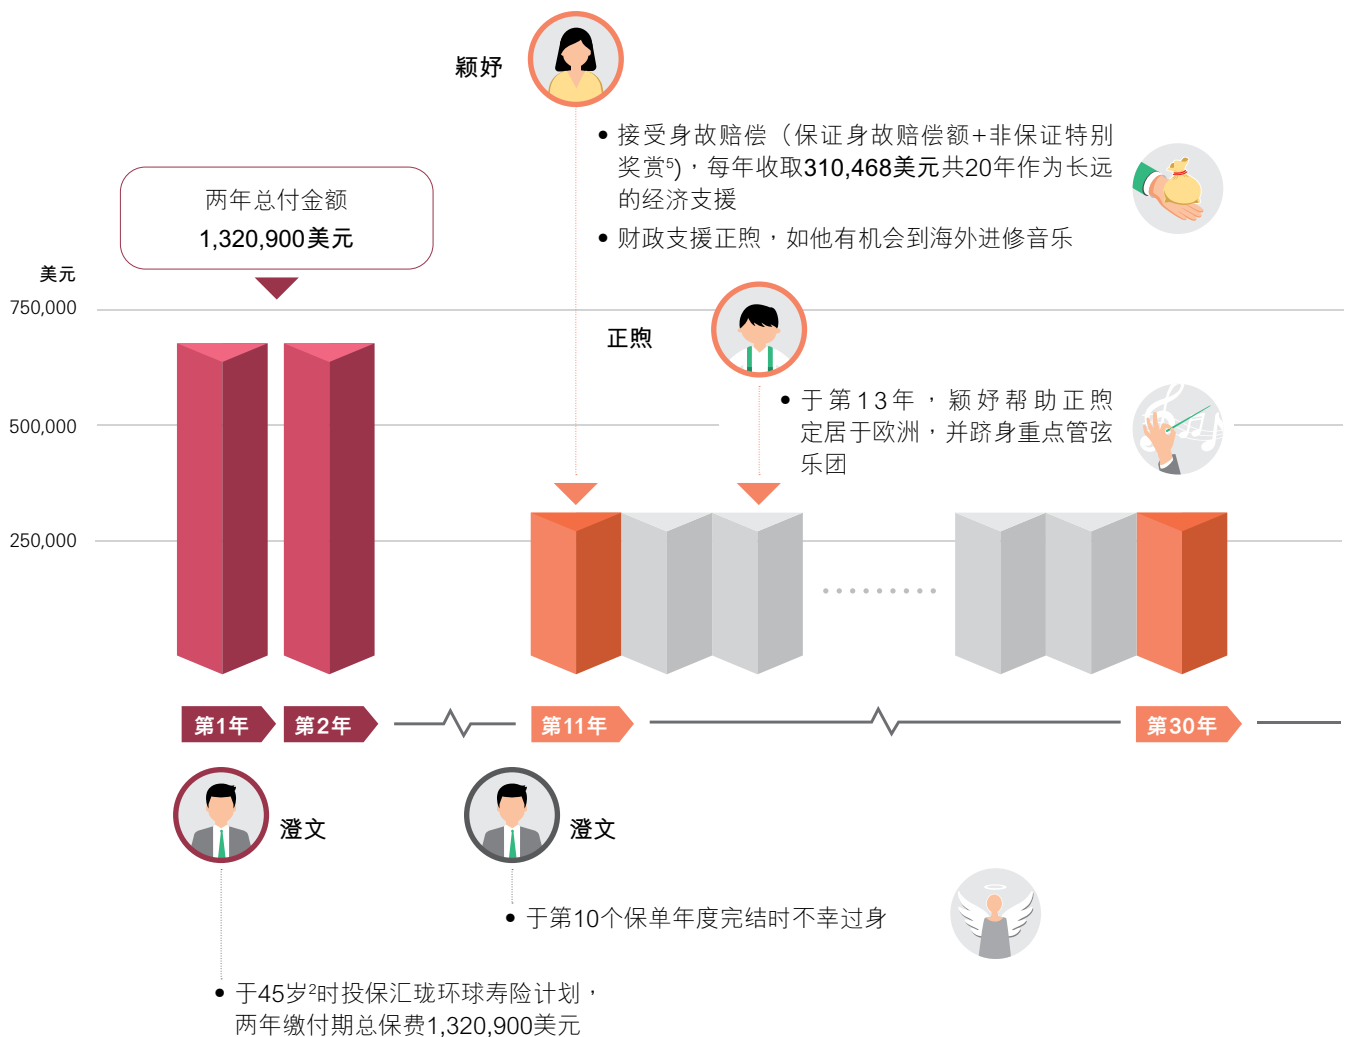 颖妤
• 接受身故赔偿（保证身故赔偿额+非保证特别
奖赏⁵)，每年收取310,468美元共20年作为长远
的经济支援
• 财政支援正煦，如他有机会到海外进修音乐
两年总付金额
1,320,900美元
美元
750,000
500,000
250,000
正煦
• 于第13年，颖妤帮助正煦
定居于欧洲，并跻身重点管弦
乐团
第1年
第2年
第11年
第30年
澄文
澄文
• 于第10个保单年度完结时不幸过身
• 于45岁²时投保汇珑环球寿险计划，
两年缴付期总保费1,320,900美元